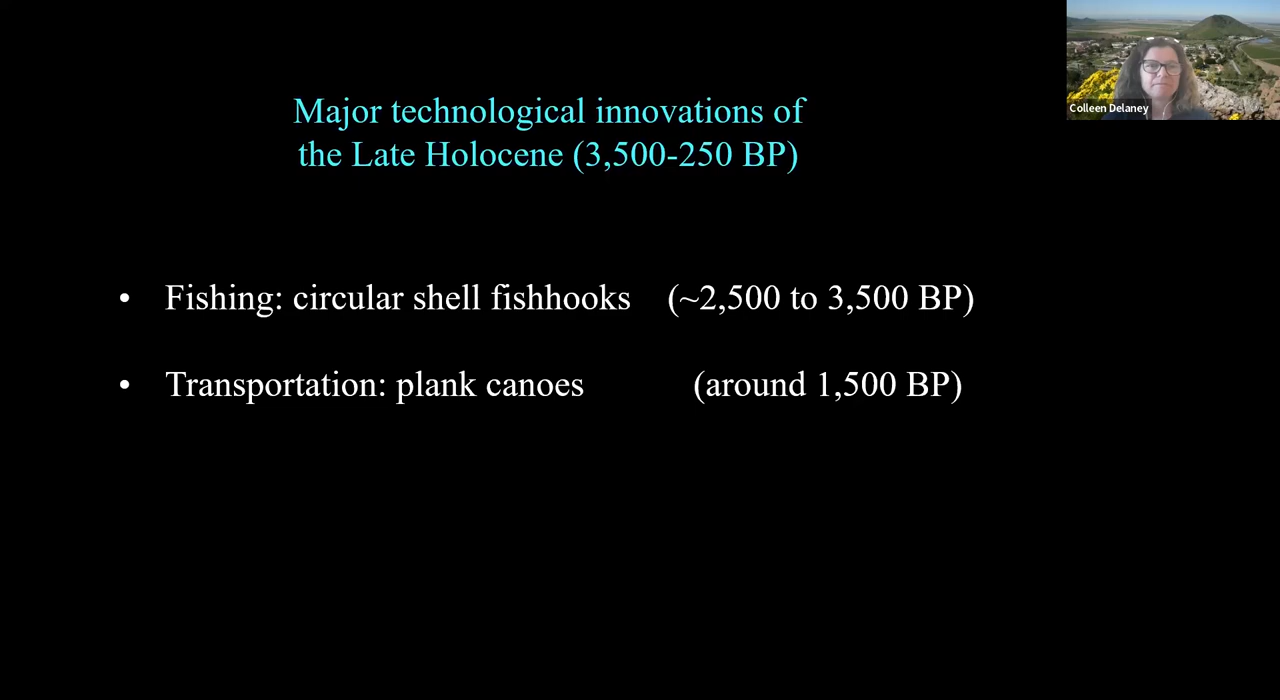 Major technological innovations of
the Late Holocene (3,500-250 BP)
• Fishing: circular shell fishhooks (~2,500 to 3,500 BP)
• Transportation: plank canoes (around 1,500 BP)
Colleen Delaney